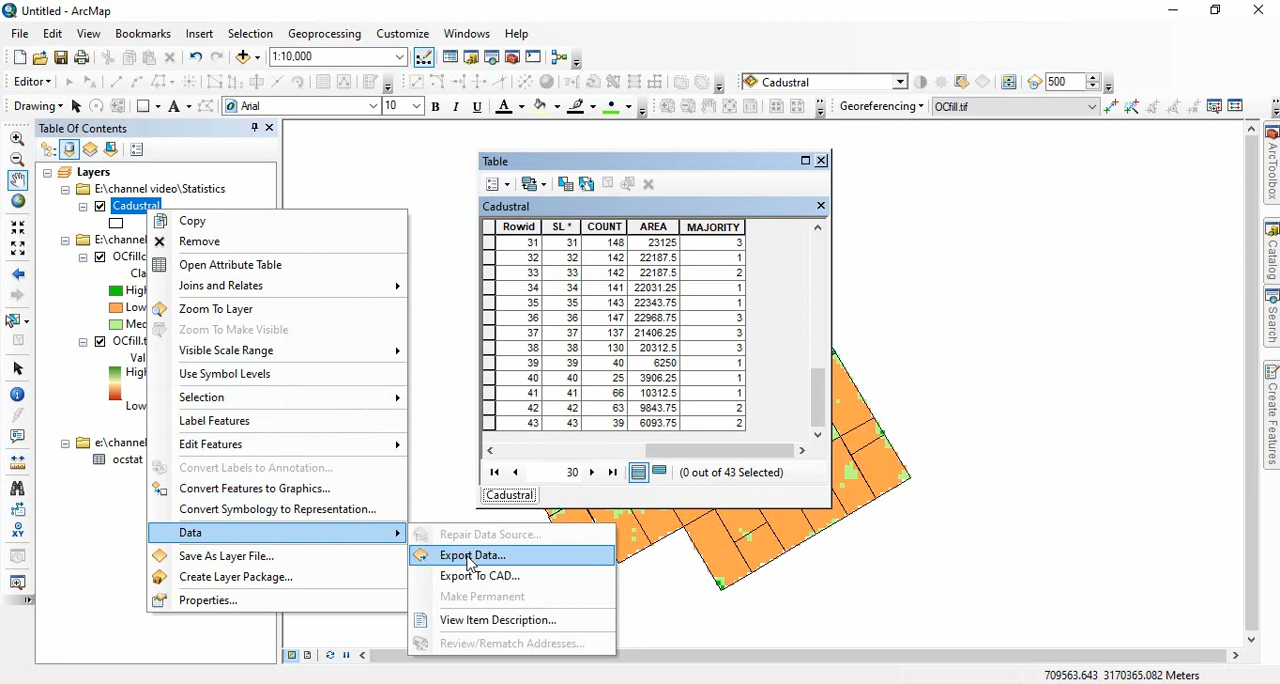 Untitled - ArcMap
File Edit View Bookmarks Insert Selection Geoprocessing Customize Windows Help
1:10,000
Editor Cadustral 500
Drawing Arial 10 B I U A Georeferencing OCfill.tif
Table Of Contents
Layers
E:\channel video\Statistics
Cadustral
E:\channe
OCfillc
Cla
High
Low
Med
OCfill.t
Val
High
Low
e:\channel
ocstat
Copy
Remove
Open Attribute Table
Joins and Relates
Zoom To Layer
Zoom To Make Visible
Visible Scale Range
Use Symbol Levels
Selection
Label Features
Edit Features
Convert Labels to Annotation...
Convert Features to Graphics...
Convert Symbology to Representation...
Data
Save As Layer File...
Create Layer Package...
Properties...
Repair Data Source...
Export Data...
Export To CAD...
Make Permanent
View Item Description...
Review/Rematch Addresses...
Table
Cadustral
Rowid SL * COUNT AREA MAJORITY
31 31 148 23125 3
32 32 142 22187.5 1
33 33 142 22187.5 2
34 34 141 22031.25 1
35 35 143 22343.75 1
36 36 147 22968.75 3
37 37 137 21406.25 3
38 38 130 20312.5 3
39 39 40 6250 1
40 40 25 3906.25 1
41 41 66 10312.5 1
42 42 63 9843.75 2
43 43 39 6093.75 2
30 (0 out of 43 Selected)
Cadustral
ArcToolbox
Catalog
Search
Create Features
709563.643 3170365.082 Meters